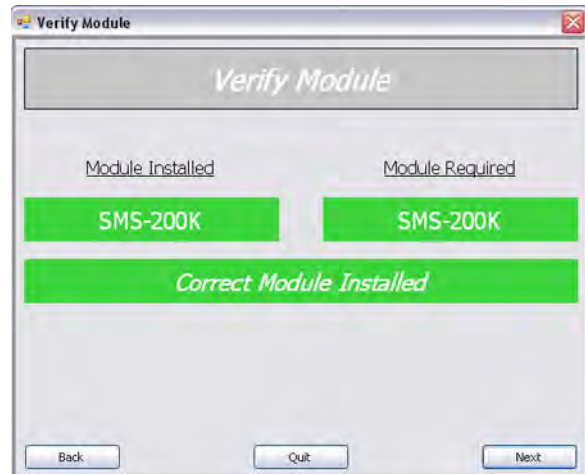 Verify Module
Verify Module
Module Installed Module Required
SMS-200K SMS-200K
Correct Module Installed
Back Quit Next